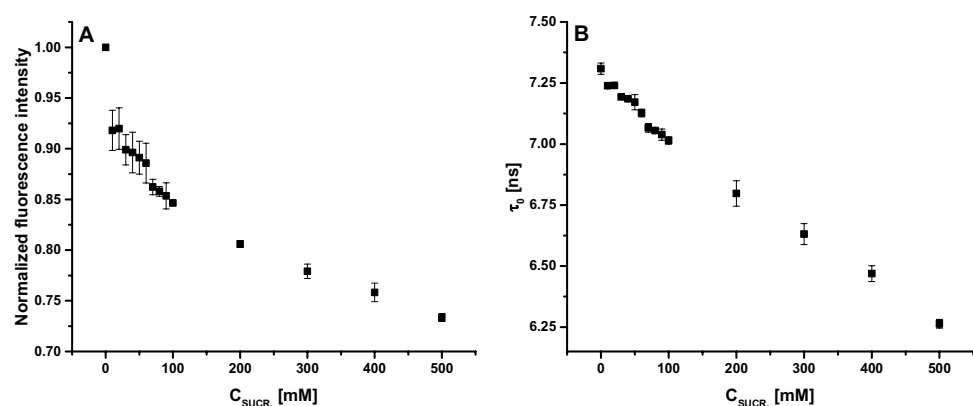 A
Normalized fluorescence intensity
1.00
0.95
0.90
0.85
0.80
0.75
0.70
0 100 200 300 400 500
C_SUCR. [mM]
B
τ_0 [ns]
7.50
7.25
7.00
6.75
6.50
6.25
0 100 200 300 400 500
C_SUCR. [mM]